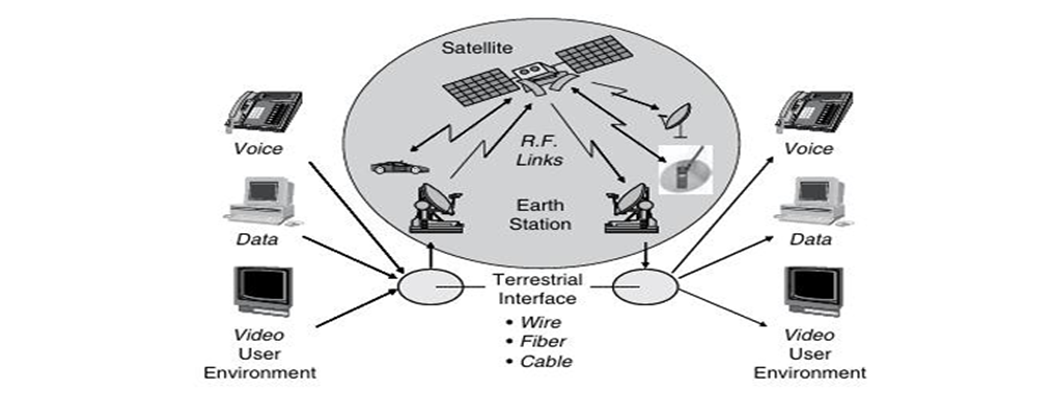 Satellite
R.F.
Links
Earth
Station
Voice
Data
Video
User
Environment
Terrestrial
Interface
• Wire
• Fiber
• Cable
Voice
Data
Video
User
Environment